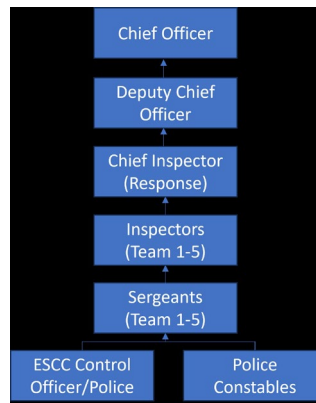 Chief Officer
Deputy Chief
Officer
Chief Inspector
(Response)
Inspectors
(Team 1-5)
Sergeants
(Team 1-5)
ESCC Control
Officer/Police
Police
Constables